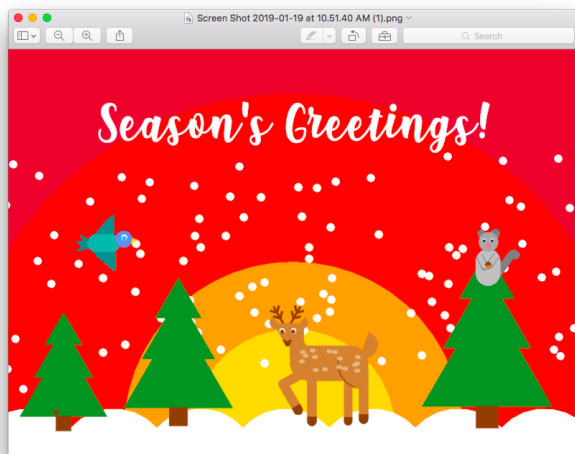 Screen Shot 2019-01-19 at 10.51.40 AM (1).png
Search
Season's Greetings!